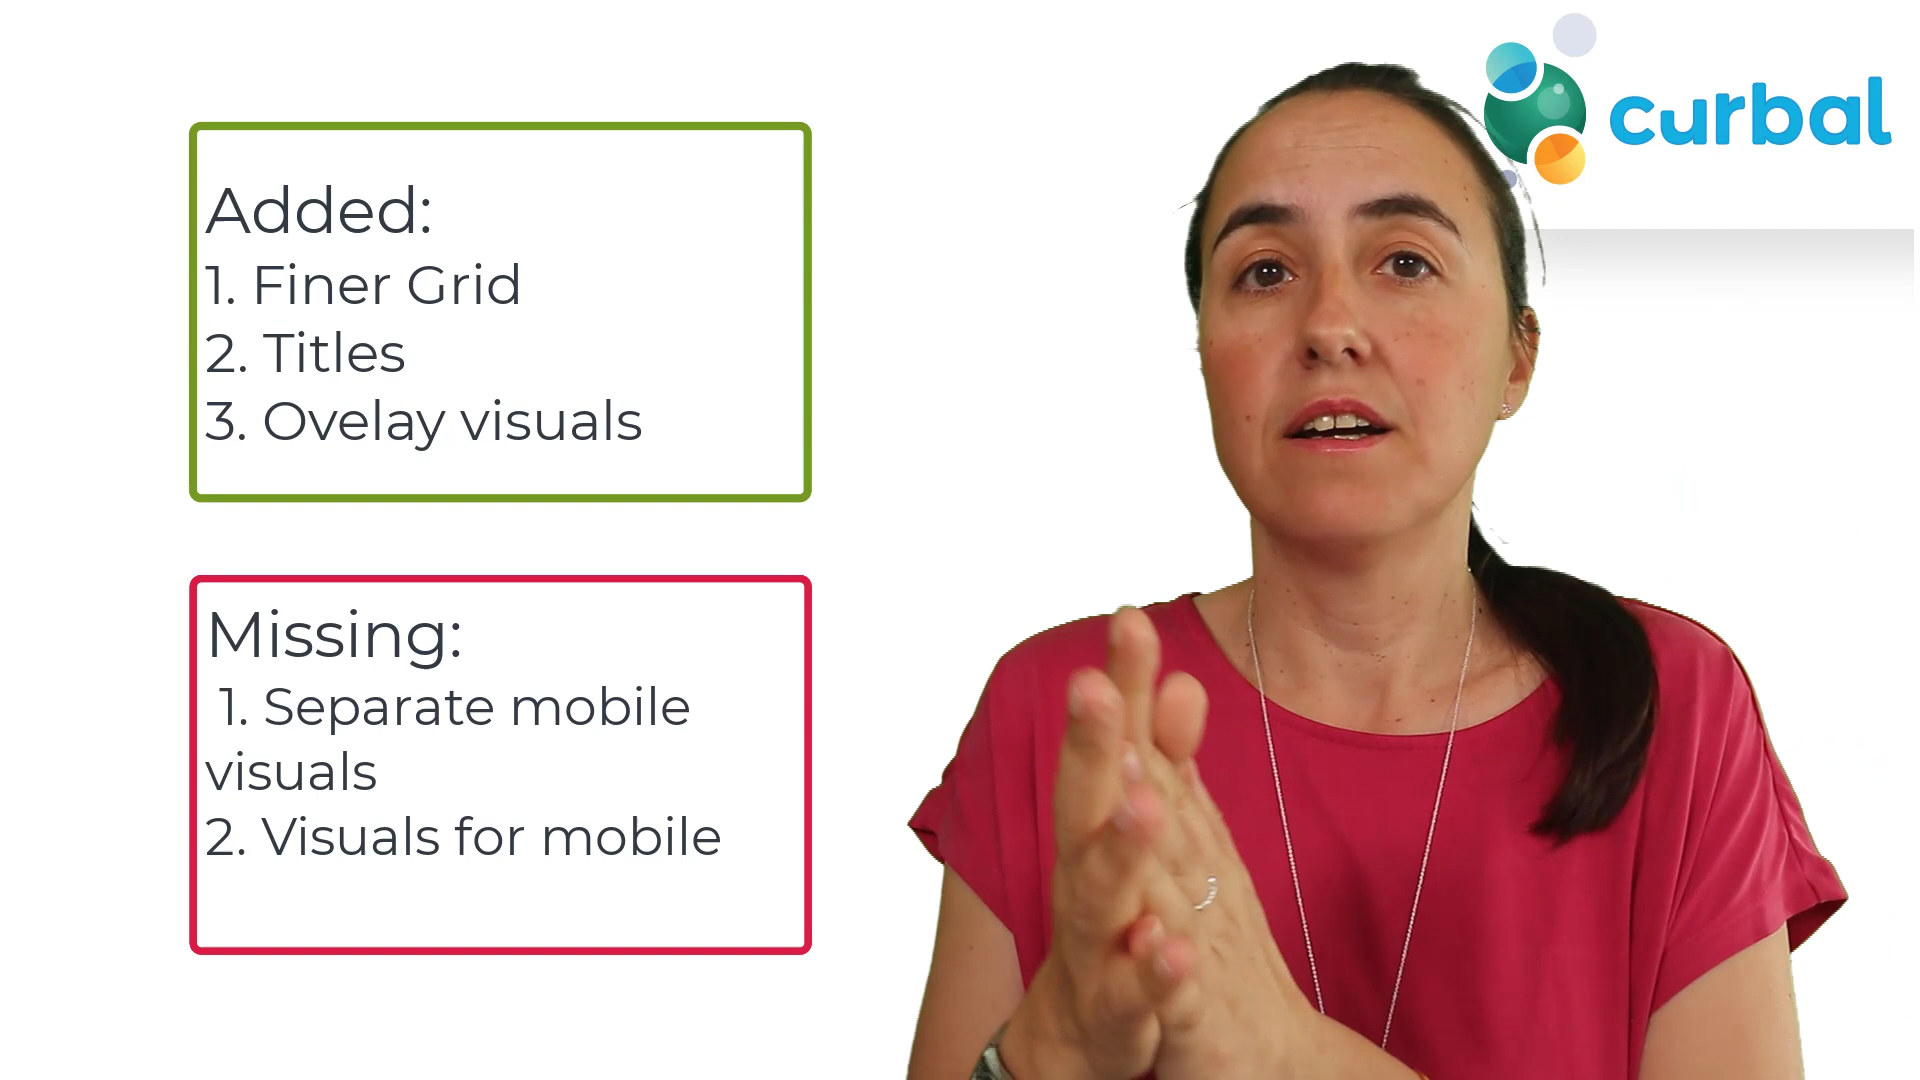 curbal
Added:
1. Finer Grid
2. Titles
3. Ovelay visuals
Missing:
1. Separate mobile
visuals
2. Visuals for mobile